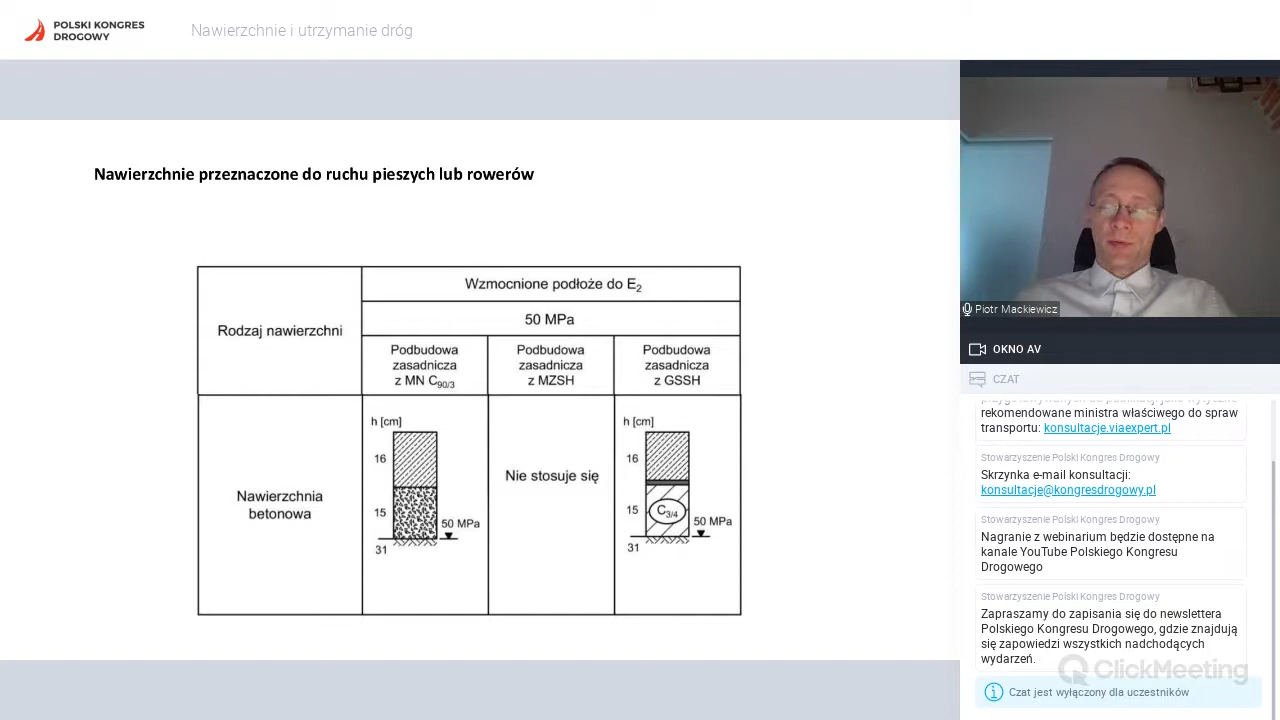 POLSKI KONGRES
DROGOWY
Nawierzchnie i utrzymanie dróg
Nawierzchnie przeznaczone do ruchu pieszych lub rowerów
Rodzaj nawierzchni
Wzmocnione podłoże do E2
50 MPa
Podbudowa
zasadnicza
z MN C90/3
Podbudowa
zasadnicza
z MZSH
Podbudowa
zasadnicza
z GSSH
Nawierzchnia
betonowa
h [cm]
16
15
50 MPa
31
Nie stosuje się
h [cm]
16
15
C3/4
50 MPa
31
Piotr Mackiewicz
OKNO AV
CZAT
przygotowywanych do publikacji jako wytyczne
rekomendowane ministra właściwego do spraw
transportu: konsultacje.viaexpert.pl
Stowarzyszenie Polski Kongres Drogowy
Skrzynka e-mail konsultacji:
konsultacje@kongresdrogowy.pl
Stowarzyszenie Polski Kongres Drogowy
Nagranie z webinarium będzie dostępne na
kanale YouTube Polskiego Kongresu
Drogowego
Stowarzyszenie Polski Kongres Drogowy
Zapraszamy do zapisania się do newslettera
Polskiego Kongresu Drogowego, gdzie znajdują
się zapowiedzi wszystkich nadchodzących
wydarzeń.
ClickMeeting
Czat jest wyłączony dla uczestników